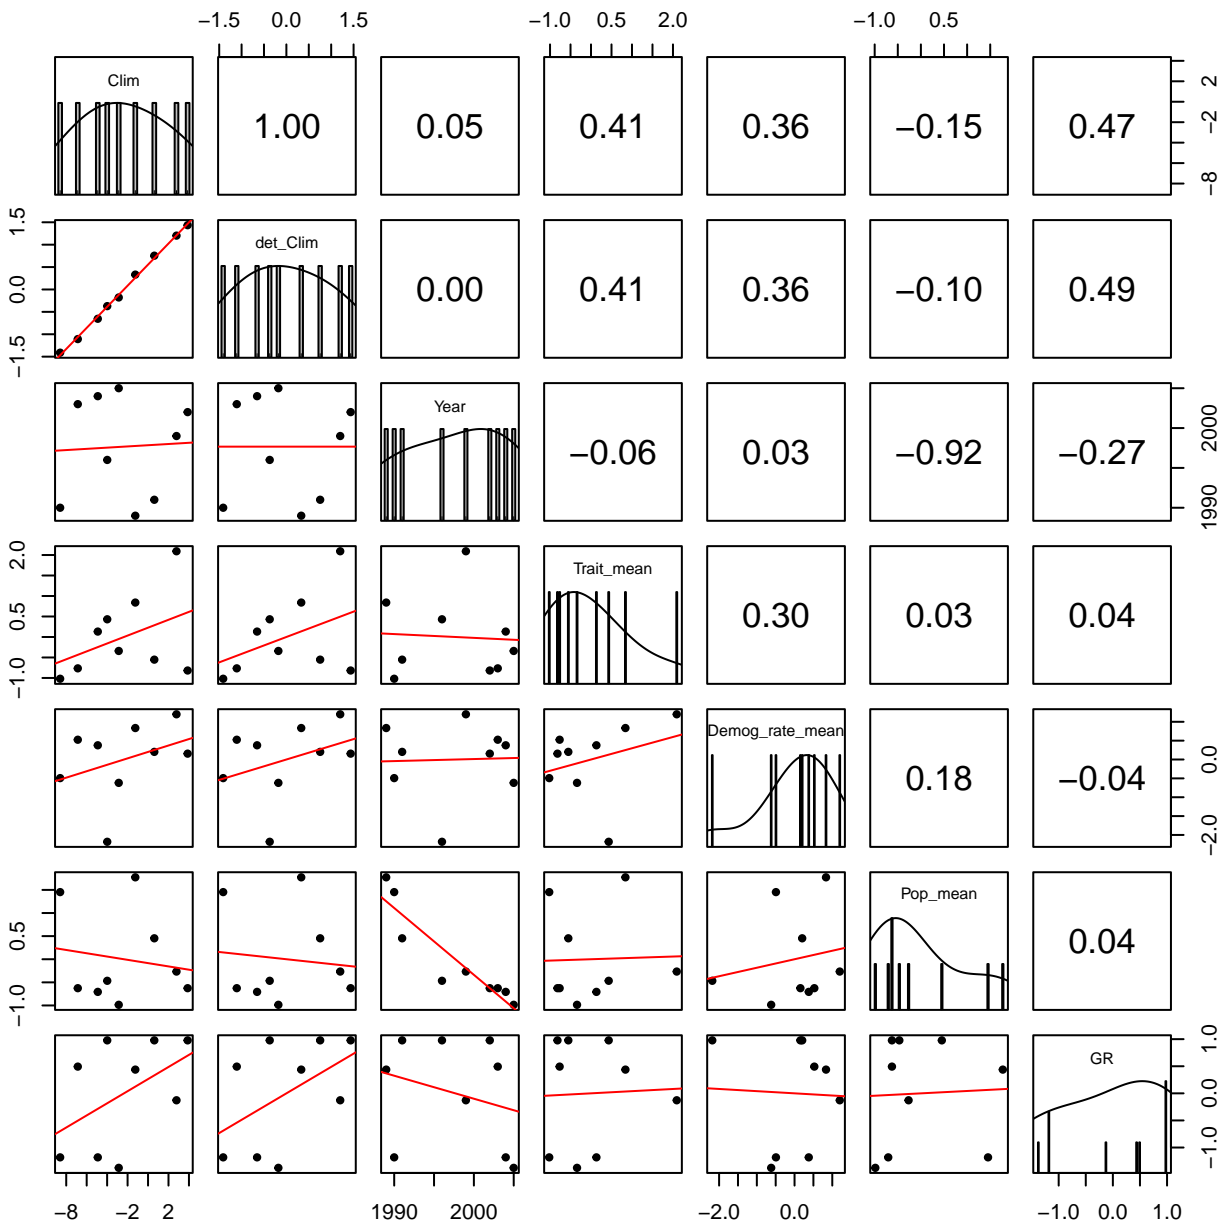 −1.5 0.0 1.5 −1.0 0.5 2.0 −1.0 0.5
Clim 1.00 0.05 0.41 0.36 −0.15 0.47 −8 −2 2
−1.5 0.0 1.5 det_Clim 0.00 0.41 0.36 −0.10 0.49
Year −0.06 0.03 −0.92 −0.27 1990 2000
−1.0 0.5 2.0 Trait_mean 0.30 0.03 0.04
Demog_rate_mean 0.18 −0.04 −2.0 0.0
−1.0 0.5 Pop_mean 0.04
GR −1.0 0.0 1.0
−8 −2 2 1990 2000 −2.0 0.0 −1.0 0.0 1.0